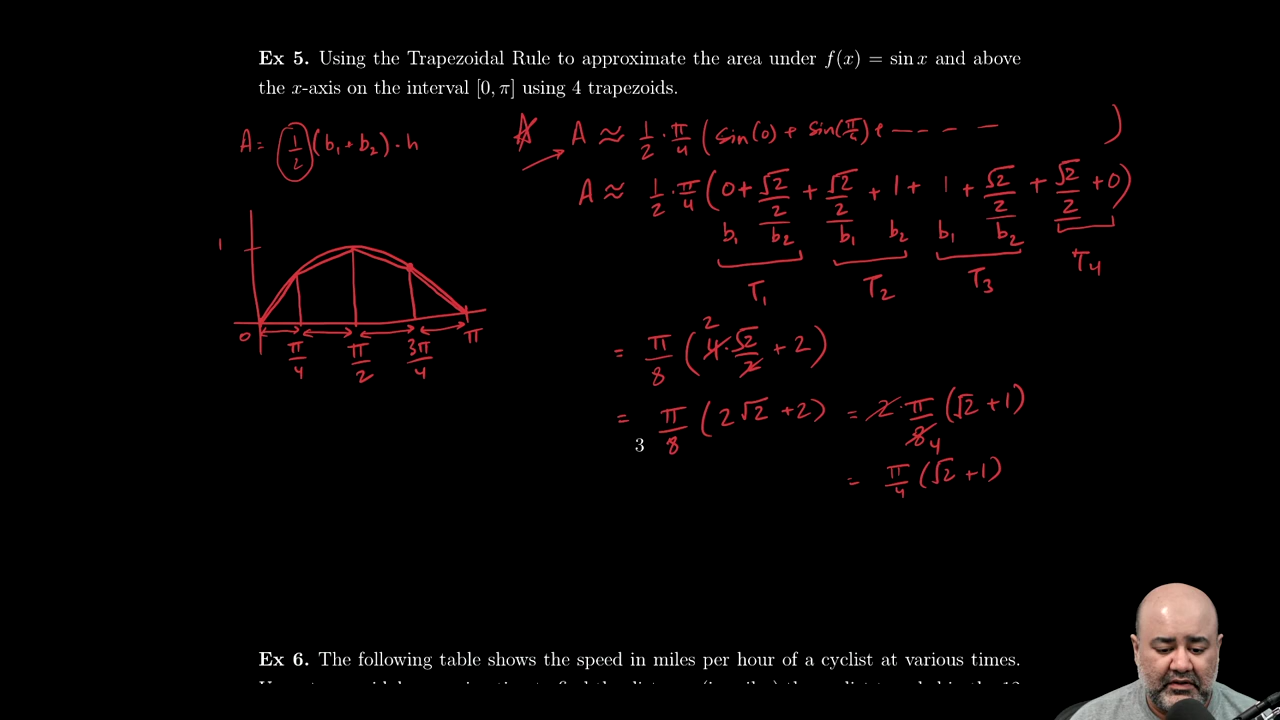 Ex 5. Using the Trapezoidal Rule to approximate the area under f(x) = sin x and above
the x-axis on the interval [0, π] using 4 trapezoids.
A = 1/2 (b₁ + b₂) · h
A ≈ 1/2 · π/4 ( sin(0) + sin(π/4) + - - - - - )
A ≈ 1/2 · π/4 ( 0 + √2/2 + √2/2 + 1 + 1 + √2/2 + √2/2 + 0 )
b₁ b₂ b₁ b₂ b₁ b₂
T₁ T₂ T₃ T₄
1
0 π/4 π/2 3π/4 π
2
= π/8 ( 4 · √2/2 + 2 )
= π/8 ( 2√2 + 2 ) = 2 · π/8 ( √2 + 1 )
4
3
= π/4 ( √2 + 1 )
Ex 6. The following table shows the speed in miles per hour of a cyclist at various times.